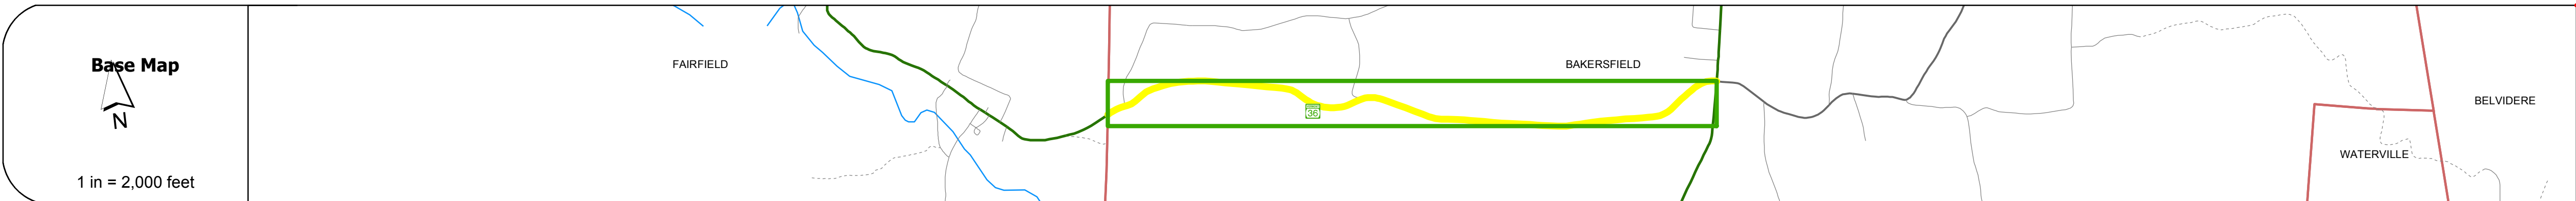 Base Map
N
1 in = 2,000 feet
FAIRFIELD
BAKERSFIELD
36
BELVIDERE
WATERVILLE